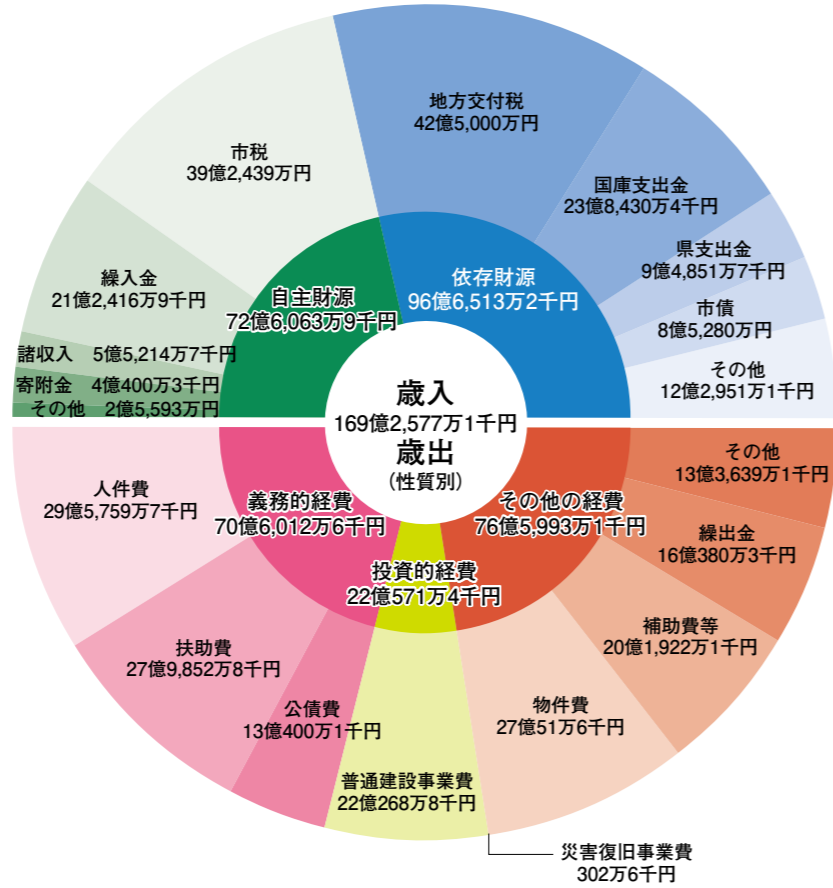 地方交付税
42億5,000万円
市税
39億2,439万円
国庫支出金
23億8,430万4千円
県支出金
9億4,851万7千円
繰入金
21億2,416万9千円
自主財源
72億6,063万9千円
依存財源
96億6,513万2千円
市債
8億5,280万円
諸収入 5億5,214万7千円
寄附金 4億400万3千円
その他 2億5,593万円
その他
12億2,951万1千円
歳入
169億2,577万1千円
歳出
(性質別)
人件費
29億5,759万7千円
義務的経費
70億6,012万6千円
その他の経費
76億5,993万1千円
その他
13億3,639万1千円
繰出金
16億380万3千円
投資的経費
22億571万4千円
補助費等
20億1,922万1千円
扶助費
27億9,852万8千円
公債費
13億400万1千円
物件費
27億51万6千円
普通建設事業費
22億268万8千円
災害復旧事業費
302万6千円